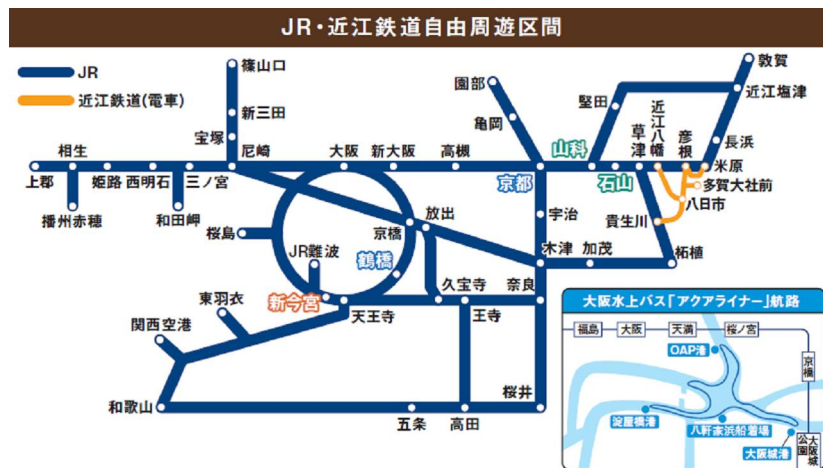 JR・近江鉄道自由周遊区間
JR
近江鉄道(電車)
篠山口
新三田
宝塚
尼崎
相生
上郡
姫路
西明石
三ノ宮
播州赤穂
和田岬
大阪
新大阪
高槻
園部
亀岡
京都
山科
石山
堅田
草津
近江八幡
彦根
米原
長浜
近江塩津
敦賀
多賀大社前
八日市
貴生川
柘植
加茂
木津
宇治
奈良
放出
京橋
鶴橋
桜島
JR難波
新今宮
天王寺
久宝寺
王寺
東羽衣
関西空港
和歌山
五条
高田
桜井
大阪水上バス「アクアライナー」航路
福島
大阪
天満
桜ノ宮
京橋
大阪城
公園
OAP港
淀屋橋港
八軒家浜船着場
大阪城港